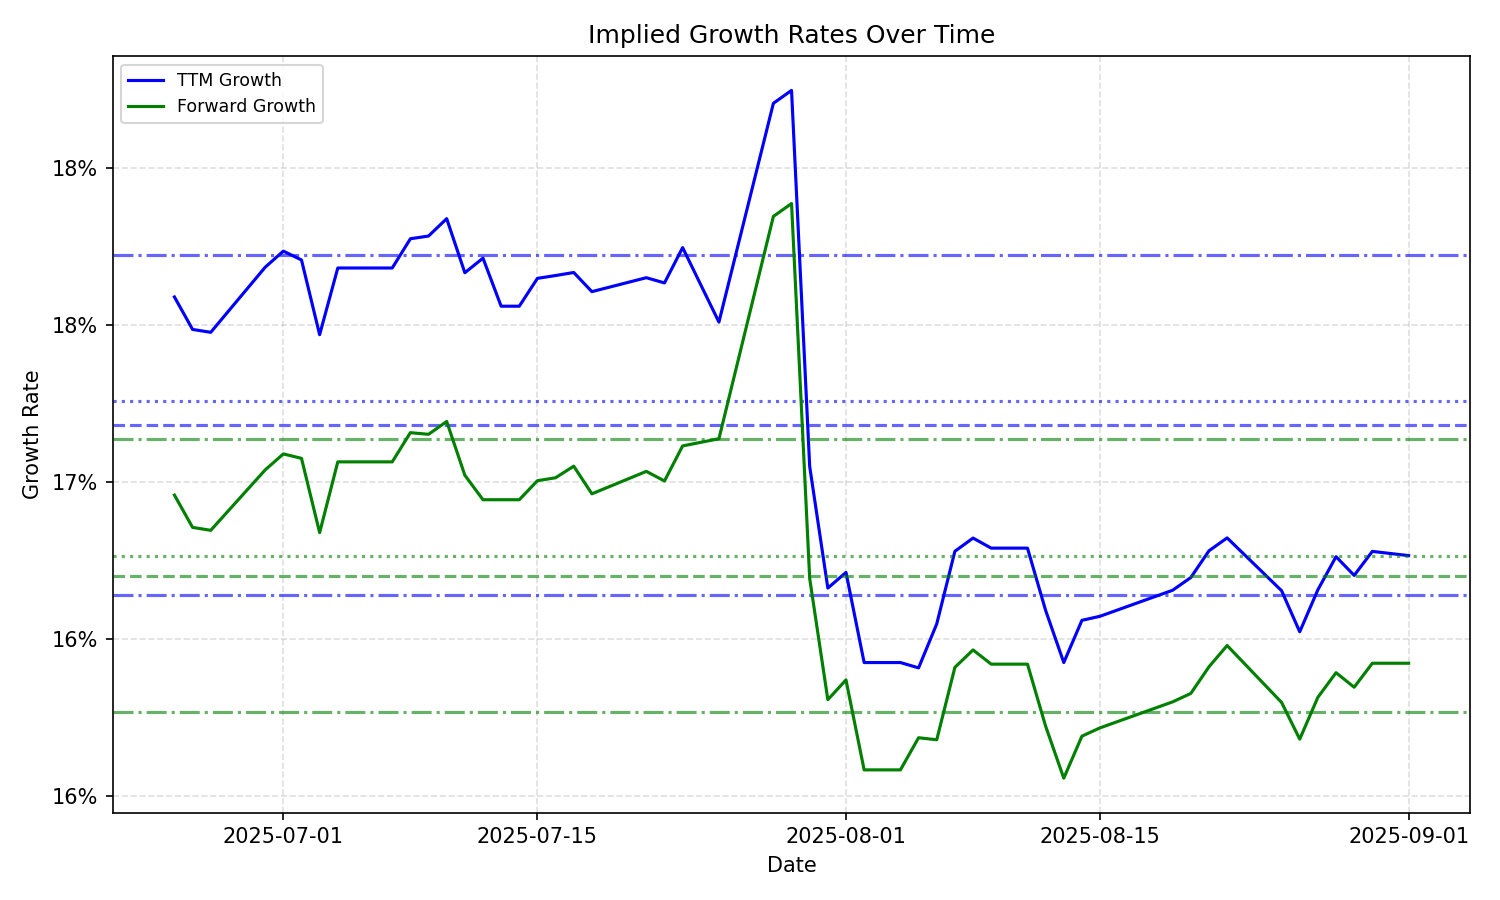 Implied Growth Rates Over Time
TTM Growth
Forward Growth
18%
18%
17%
16%
16%
Growth Rate
2025-07-01
2025-07-15
2025-08-01
2025-08-15
2025-09-01
Date